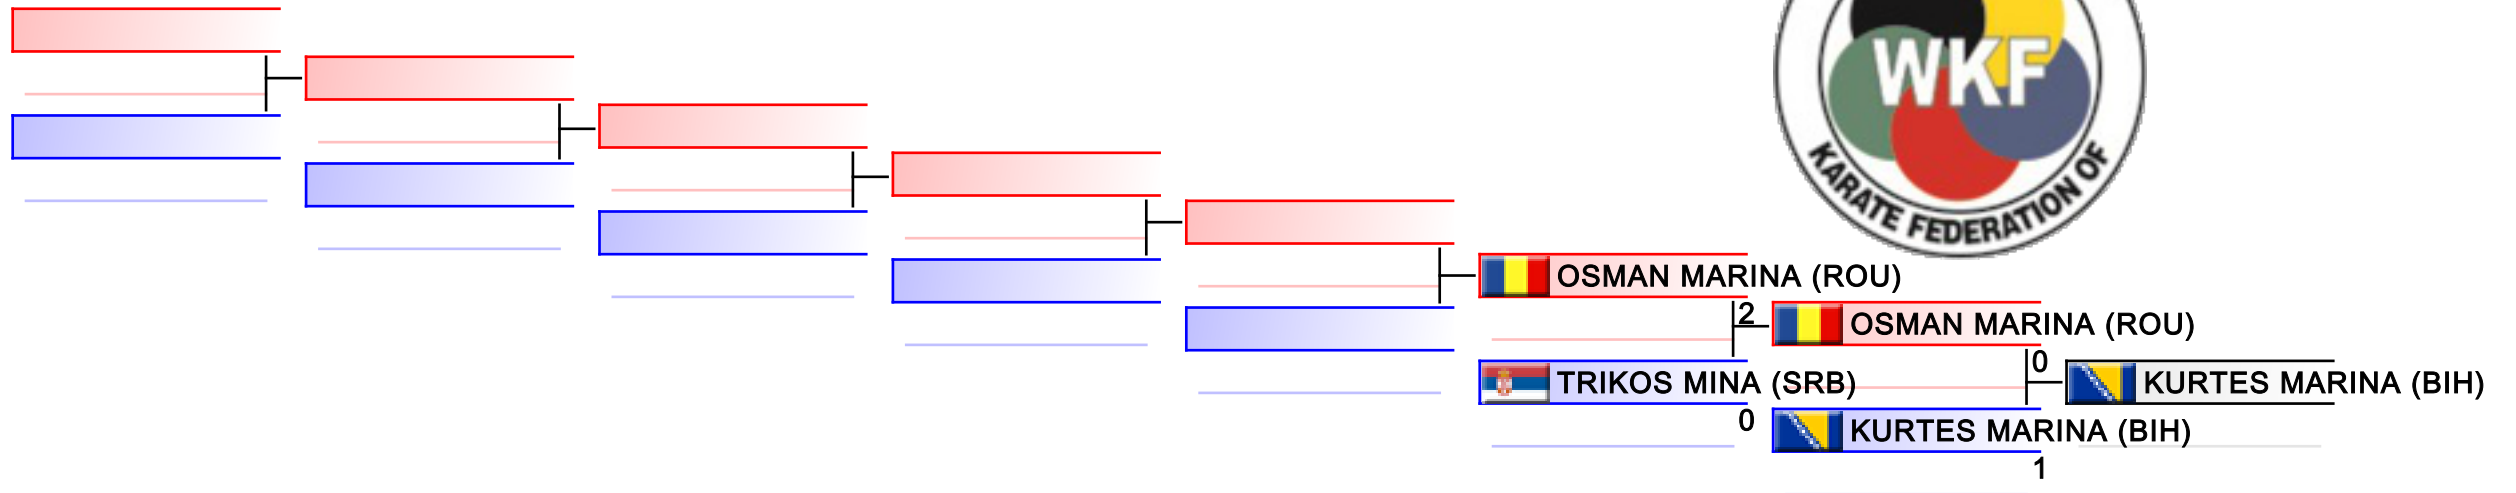 WKF
KARATE FEDERATION OF
OSMAN MARINA (ROU)
2
OSMAN MARINA (ROU)
0
TRIKOS MINA (SRB)
KURTES MARINA (BIH)
0
KURTES MARINA (BIH)
1